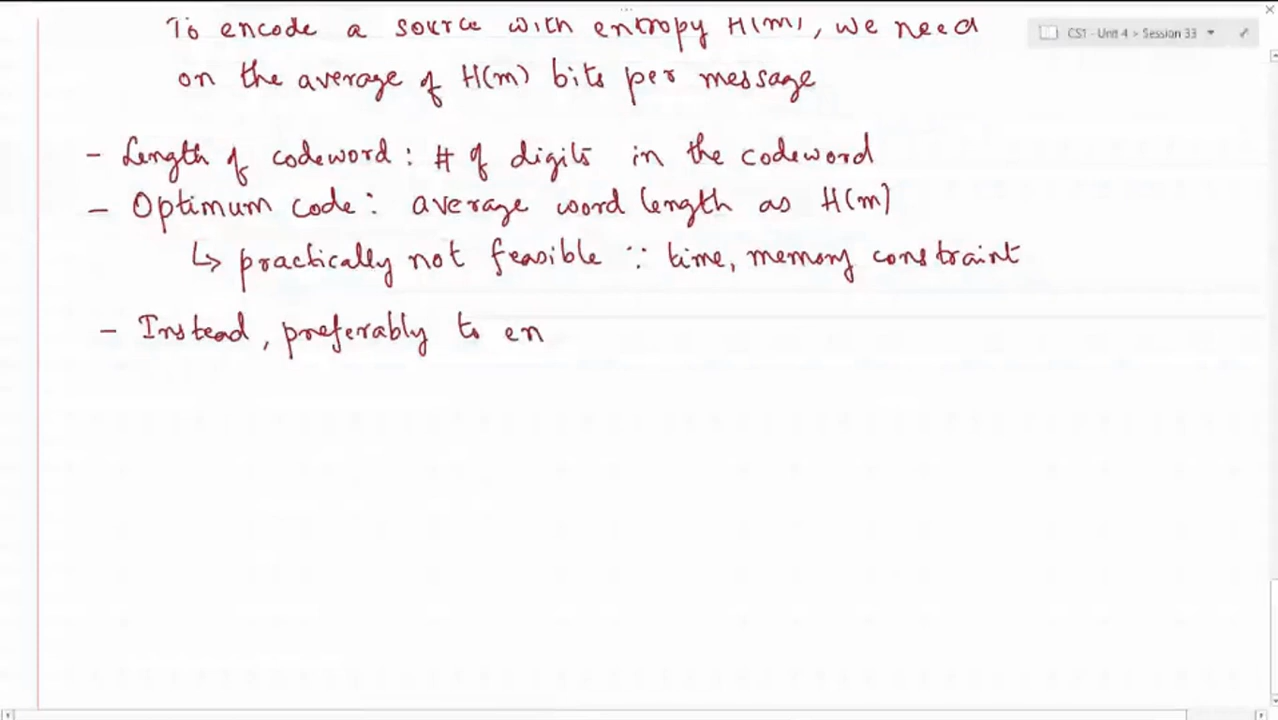 To encode a source with entropy H(m), we need
CS1 - Unit 4 > Session 33
on the average of H(m) bits per message
- Length of codeword : # of digits in the codeword
- Optimum code : average word length as H(m)
↳ practically not feasible ∵ time, memory constraint
- Instead, preferably to en